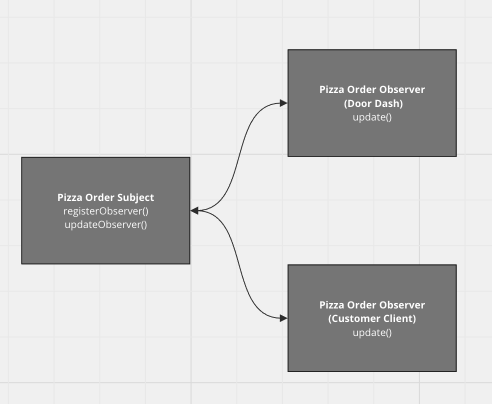 Pizza Order Observer
(Door Dash)
update()
Pizza Order Subject
registerObserver()
updateObserver()
Pizza Order Observer
(Customer Client)
update()